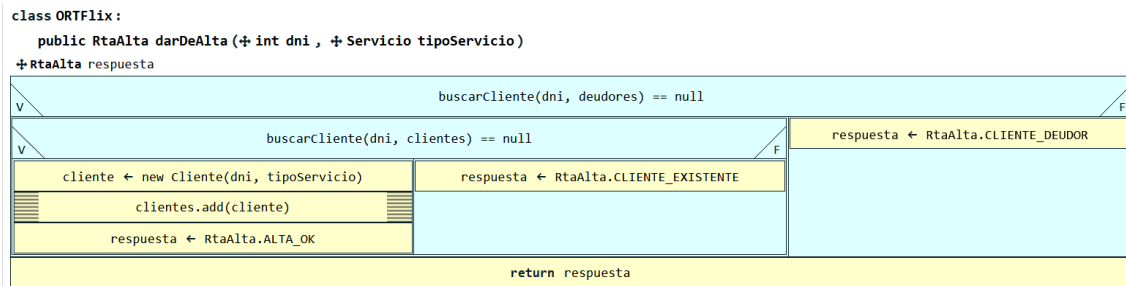 class ORTFlix:
public RtaAlta darDeAlta(✢ int dni , ✢ Servicio tipoServicio)
✢ RtaAlta respuesta
buscarCliente(dni, deudores) == null
V
F
buscarCliente(dni, clientes) == null
V
F
respuesta ← RtaAlta.CLIENTE_DEUDOR
cliente ← new Cliente(dni, tipoServicio)
respuesta ← RtaAlta.CLIENTE_EXISTENTE
clientes.add(cliente)
respuesta ← RtaAlta.ALTA_OK
return respuesta